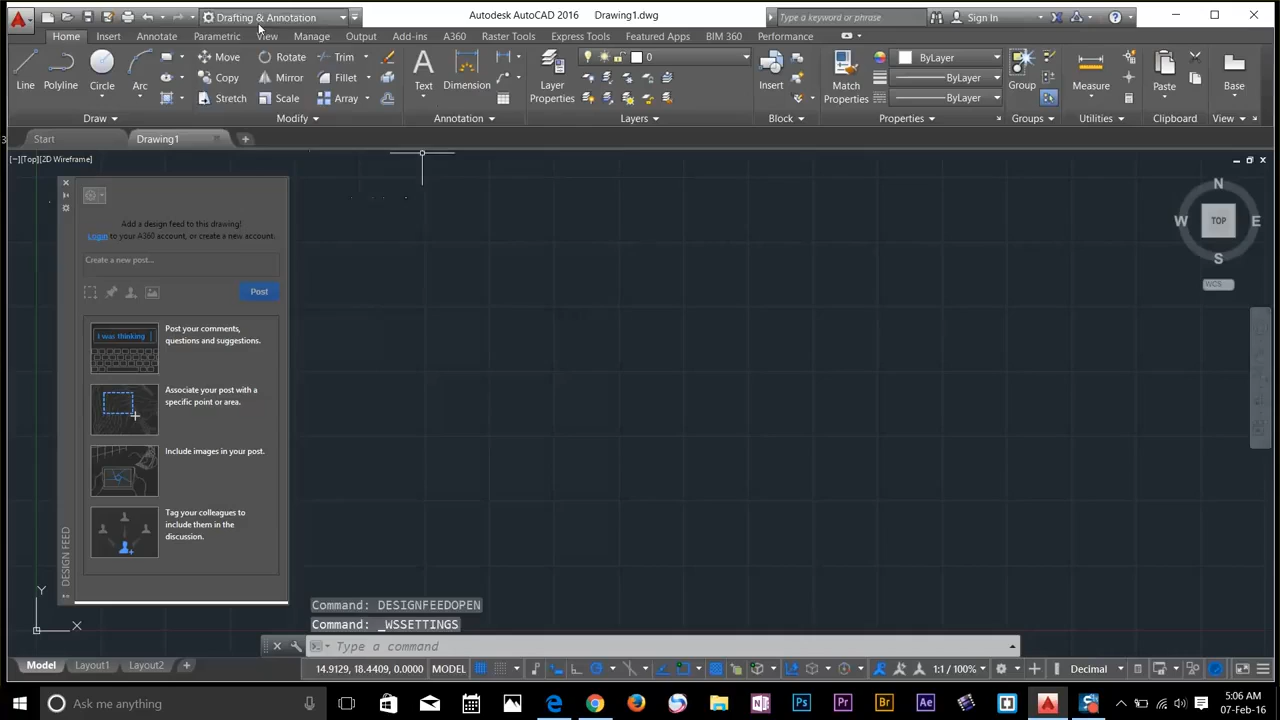 Drafting & Annotation
Autodesk AutoCAD 2016 Drawing1.dwg
Type a keyword or phrase
Sign In
Home Insert Annotate Parametric View Manage Output Add-ins A360 Raster Tools Express Tools Featured Apps BIM 360 Performance
Line Polyline Circle Arc
Move Rotate Trim
Copy Mirror Fillet
Stretch Scale Array
Text Dimension
Layer Properties
0
Insert
Match Properties
ByLayer
ByLayer
ByLayer
Group Measure Paste Base
Draw Modify Annotation Layers Block Properties Groups Utilities Clipboard View
Start Drawing1
[−][Top][2D Wireframe]
N
W TOP E
S
WCS
Add a design feed to this drawing!
Login to your A360 account, or create a new account.
Create a new post...
Post
I was thinking
Post your comments,
questions and suggestions.
Associate your post with a
specific point or area.
Include images in your post.
Tag your colleagues to
include them in the
discussion.
DESIGN FEED
Y
X
Command: DESIGNFEEDOPEN
Command: _WSSETTINGS
Type a command
Model Layout1 Layout2
14.9129, 18.4409, 0.0000 MODEL
1:1 / 100%
Decimal
Ask me anything
Ps Pr Br Ae
5:06 AM
07-Feb-16